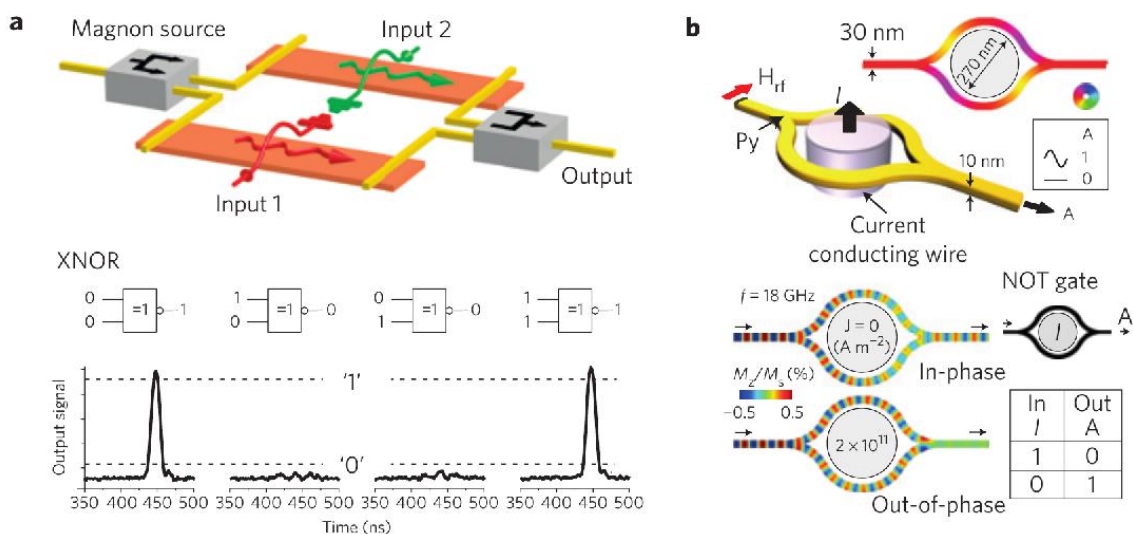 a
Magnon source
Input 2
Input 1
Output
XNOR
0
0
=1
1
1
0
=1
0
0
1
=1
0
1
1
=1
1
Output signal
'1'
'0'
350 400 450 500
350 400 450 500
350 400 450 500
350 400 450 500
Time (ns)
b
30 nm
270 nm
H_rf
I
Py
10 nm
A
1
0
A
Current
conducting wire
NOT gate
f = 18 GHz
J = 0
(A m⁻²)
In-phase
I
A
M_z/M_s (%)
−0.5 0.5
2 × 10¹¹
Out-of-phase
In Out
I A
1 0
0 1